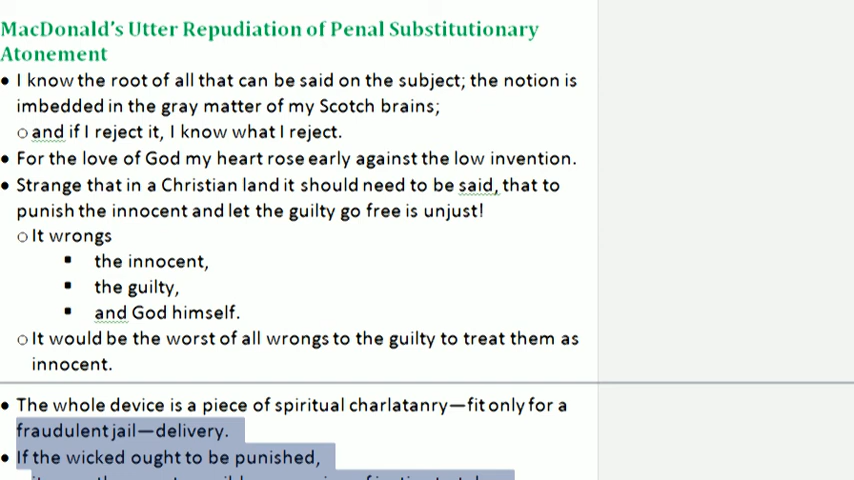 MacDonald's Utter Repudiation of Penal Substitutionary
Atonement
• I know the root of all that can be said on the subject; the notion is
imbedded in the gray matter of my Scotch brains;
○ and if I reject it, I know what I reject.
• For the love of God my heart rose early against the low invention.
• Strange that in a Christian land it should need to be said, that to
punish the innocent and let the guilty go free is unjust!
○ It wrongs
▪ the innocent,
▪ the guilty,
▪ and God himself.
○ It would be the worst of all wrongs to the guilty to treat them as
innocent.
• The whole device is a piece of spiritual charlatanry—fit only for a
fraudulent jail—delivery.
• If the wicked ought to be punished,